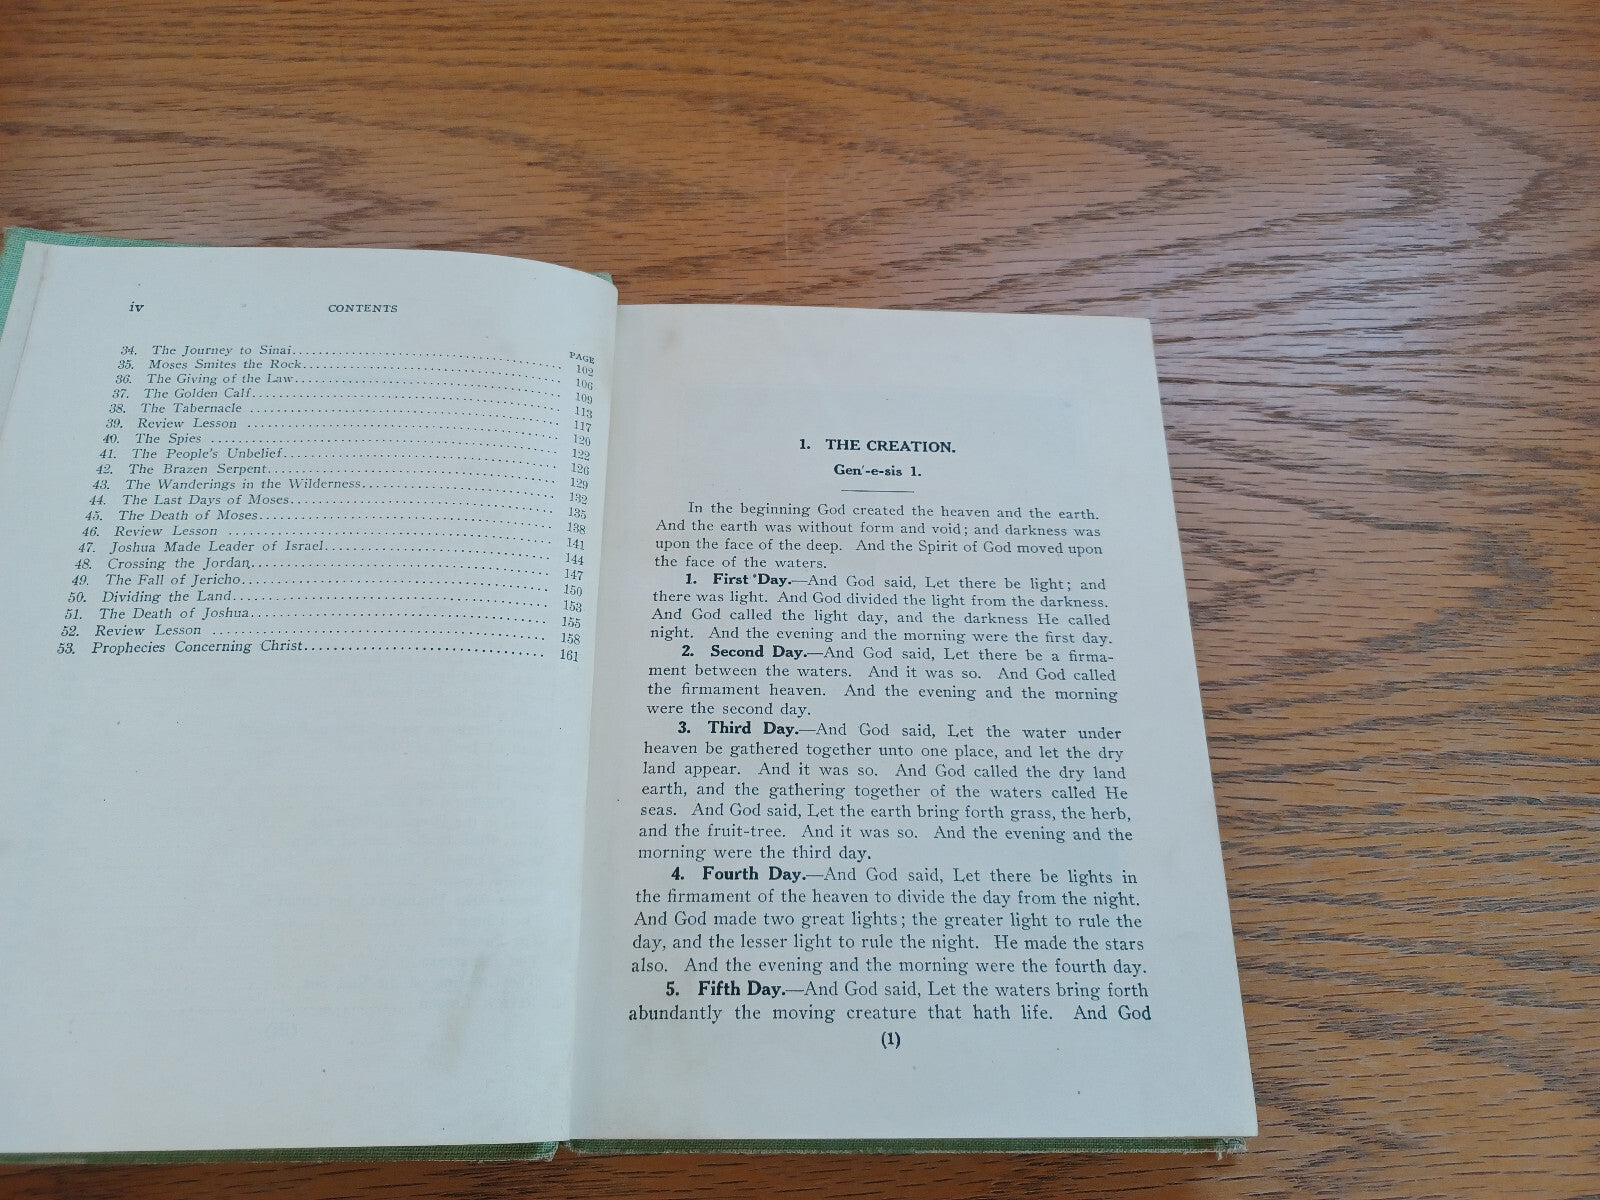 iv CONTENTS
PAGE
34. The Journey to Sinai.......................................... 102
35. Moses Smites the Rock.......................................... 106
36. The Giving of the Law.......................................... 109
37. The Golden Calf.......................................... 113
38. The Tabernacle .......................................... 117
39. Review Lesson .......................................... 120
40. The Spies .......................................... 122
41. The People's Unbelief.......................................... 126
42. The Brazen Serpent.......................................... 129
43. The Wanderings in the Wilderness.............................. 132
44. The Last Days of Moses.......................................... 135
45. The Death of Moses.......................................... 138
46. Review Lesson .......................................... 141
47. Joshua Made Leader of Israel.................................. 144
48. Crossing the Jordan.......................................... 147
49. The Fall of Jericho.......................................... 150
50. Dividing the Land.......................................... 153
51. The Death of Joshua.......................................... 155
52. Review Lesson .......................................... 158
53. Prophecies Concerning Christ.................................. 161
1. THE CREATION.
Gen′-e-sis 1.
In the beginning God created the heaven and the earth.
And the earth was without form and void; and darkness was
upon the face of the deep. And the Spirit of God moved upon
the face of the waters.
1. First Day.—And God said, Let there be light; and
there was light. And God divided the light from the darkness.
And God called the light day, and the darkness He called
night. And the evening and the morning were the first day.
2. Second Day.—And God said, Let there be a firma-
ment between the waters. And it was so. And God called
the firmament heaven. And the evening and the morning
were the second day.
3. Third Day.—And God said, Let the water under
heaven be gathered together unto one place, and let the dry
land appear. And it was so. And God called the dry land
earth, and the gathering together of the waters called He
seas. And God said, Let the earth bring forth grass, the herb,
and the fruit-tree. And it was so. And the evening and the
morning were the third day.
4. Fourth Day.—And God said, Let there be lights in
the firmament of the heaven to divide the day from the night.
And God made two great lights; the greater light to rule the
day, and the lesser light to rule the night. He made the stars
also. And the evening and the morning were the fourth day.
5. Fifth Day.—And God said, Let the waters bring forth
abundantly the moving creature that hath life. And God
(1)